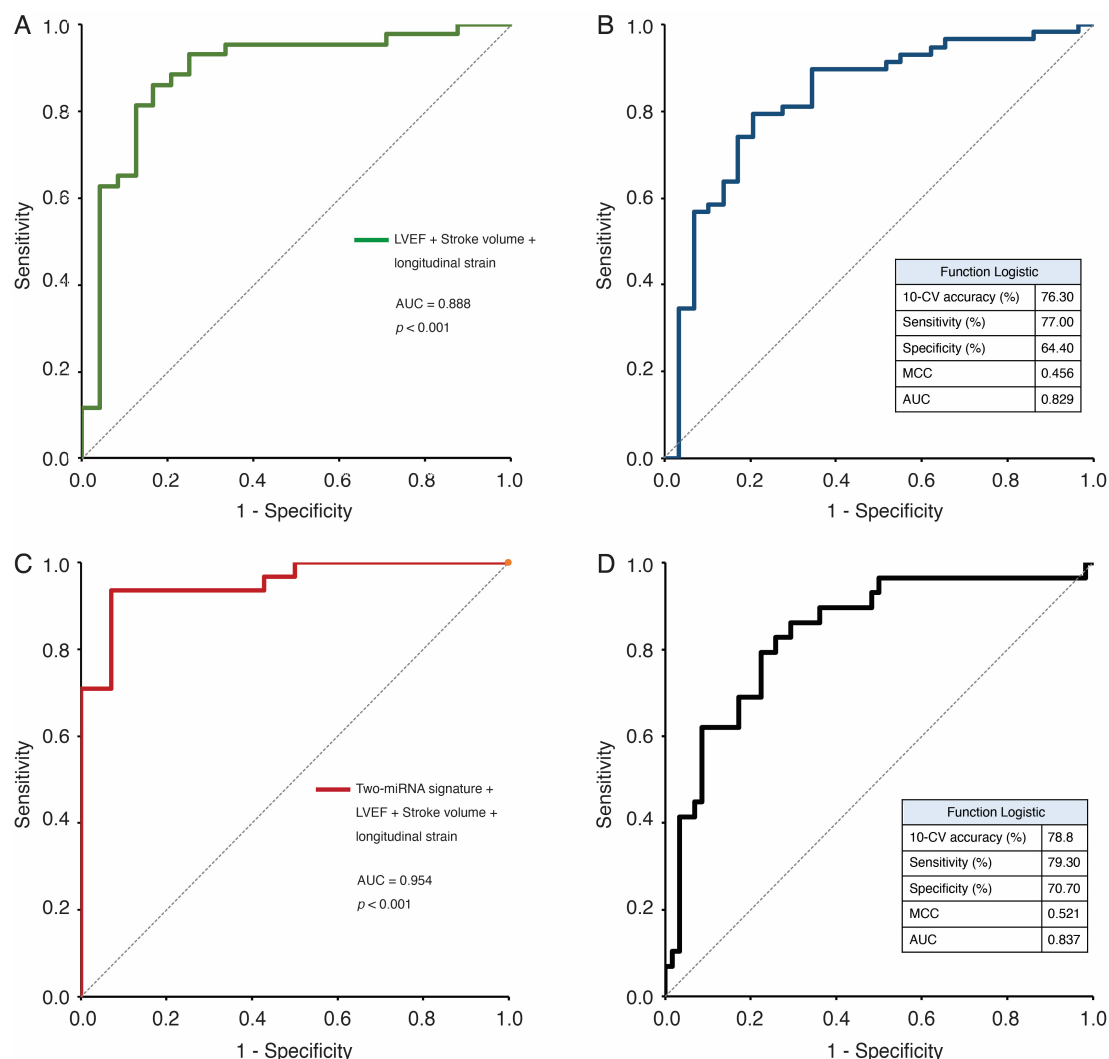 A
1.0
0.8
0.6
0.4
0.2
0.0
Sensitivity
0.0 0.2 0.4 0.6 0.8 1.0
1 - Specificity
LVEF + Stroke volume +
longitudinal strain
AUC = 0.888
p < 0.001
B
1.0
0.8
0.6
0.4
0.2
0.0
Sensitivity
0.0 0.2 0.4 0.6 0.8 1.0
1 - Specificity
Function Logistic
10-CV accuracy (%) 76.30
Sensitivity (%) 77.00
Specificity (%) 64.40
MCC 0.456
AUC 0.829
C
1.0
0.8
0.6
0.4
0.2
0.0
Sensitivity
0.0 0.2 0.4 0.6 0.8 1.0
1 - Specificity
Two-miRNA signature +
LVEF + Stroke volume +
longitudinal strain
AUC = 0.954
p < 0.001
D
1.0
0.8
0.6
0.4
0.2
0.0
Sensitivity
0.0 0.2 0.4 0.6 0.8 1.0
1 - Specificity
Function Logistic
10-CV accuracy (%) 78.8
Sensitivity (%) 79.30
Specificity (%) 70.70
MCC 0.521
AUC 0.837